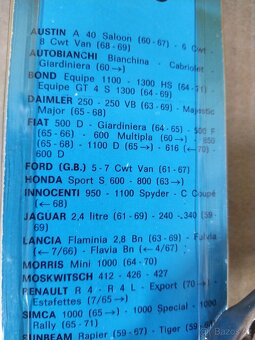 AUSTIN A 40 Saloon (60-67) - 6 Cwt -
8 Cwt Van (68-69)
AUTOBIANCHI Bianchina - Cabriolet -
Giardiniera (60→)
BOND Equipe 1100 - 1300 HS (64-71)
Equipe GT 4 S 1300 (64-)
DAIMLER 250 - 250 VB (63-69) - Majestic
Major (65-68)
FIAT 500 D - Giardiniera (64-65) - 500 F
(65-66) - 600 Multipla (60→) - 850
(65-68) - 1100 D (65→) - 616 (←70) -
600 D
FORD (G.B.) 5-7 Cwt Van (61-67)
HONDA Sport S, 600 - 800 (63→)
INNOCENTI 950 - 1100 Spyder - C Coupé
(←68)
JAGUAR 2,4 litre (61-69) - 240 - 340 (59-
69)
LANCIA Flaminia 2,8 Bn (63-69) - Fulvia
(←7/66) - Flavia Bn (←72)
MORRIS Mini 1000 (64-70)
MOSKWITSCH 412 - 426 - 427
RENAULT R 4 - R 4 L - Export (70→) -
Estafettes (7/65→)
SIMCA 1000 (65→) - 1000 Special - 1000
Rally (65-71)
SUNBEAM Rapier (59-67) - Tiger (59-